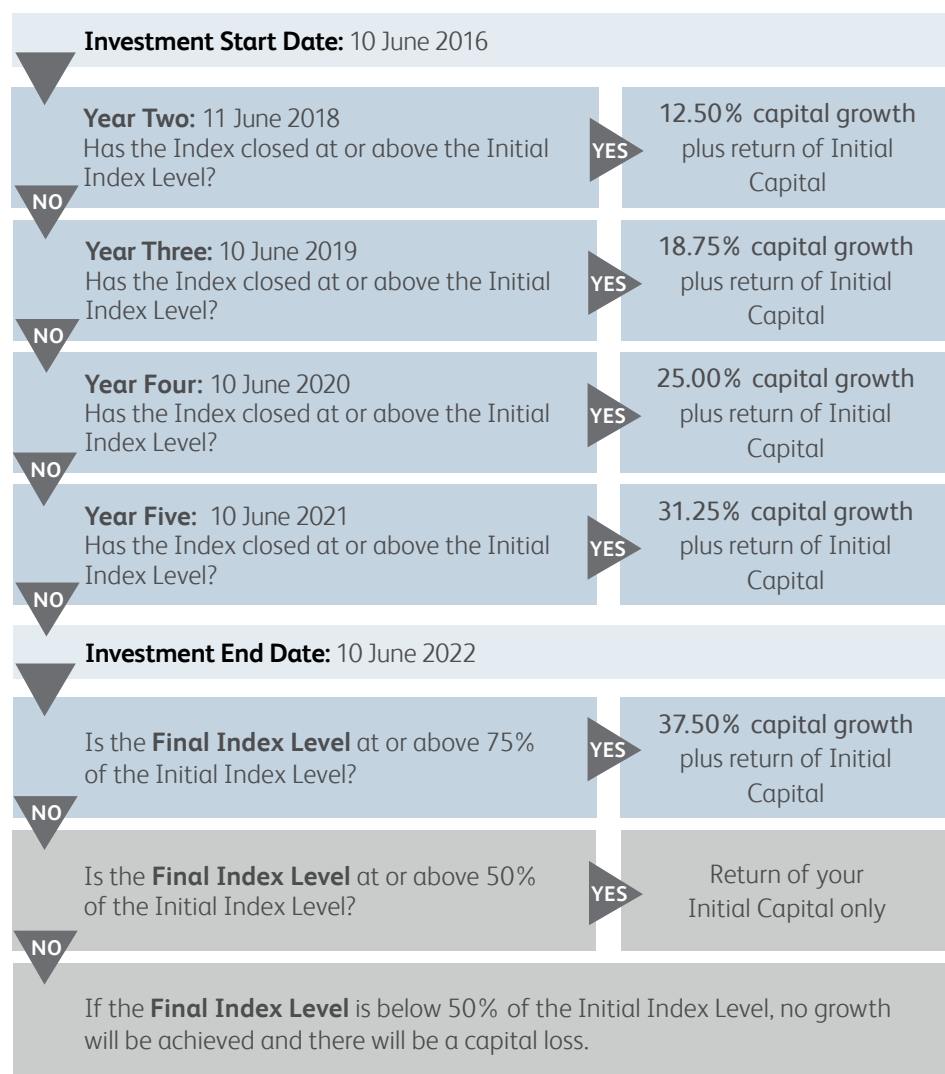 Investment Start Date: 10 June 2016
Year Two: 11 June 2018
Has the Index closed at or above the Initial
Index Level?
YES
12.50% capital growth
plus return of Initial
Capital
NO
Year Three: 10 June 2019
Has the Index closed at or above the Initial
Index Level?
YES
18.75% capital growth
plus return of Initial
Capital
NO
Year Four: 10 June 2020
Has the Index closed at or above the Initial
Index Level?
YES
25.00% capital growth
plus return of Initial
Capital
NO
Year Five: 10 June 2021
Has the Index closed at or above the Initial
Index Level?
YES
31.25% capital growth
plus return of Initial
Capital
NO
Investment End Date: 10 June 2022
Is the Final Index Level at or above 75%
of the Initial Index Level?
YES
37.50% capital growth
plus return of Initial
Capital
NO
Is the Final Index Level at or above 50%
of the Initial Index Level?
YES
Return of your
Initial Capital only
NO
If the Final Index Level is below 50% of the Initial Index Level, no growth
will be achieved and there will be a capital loss.